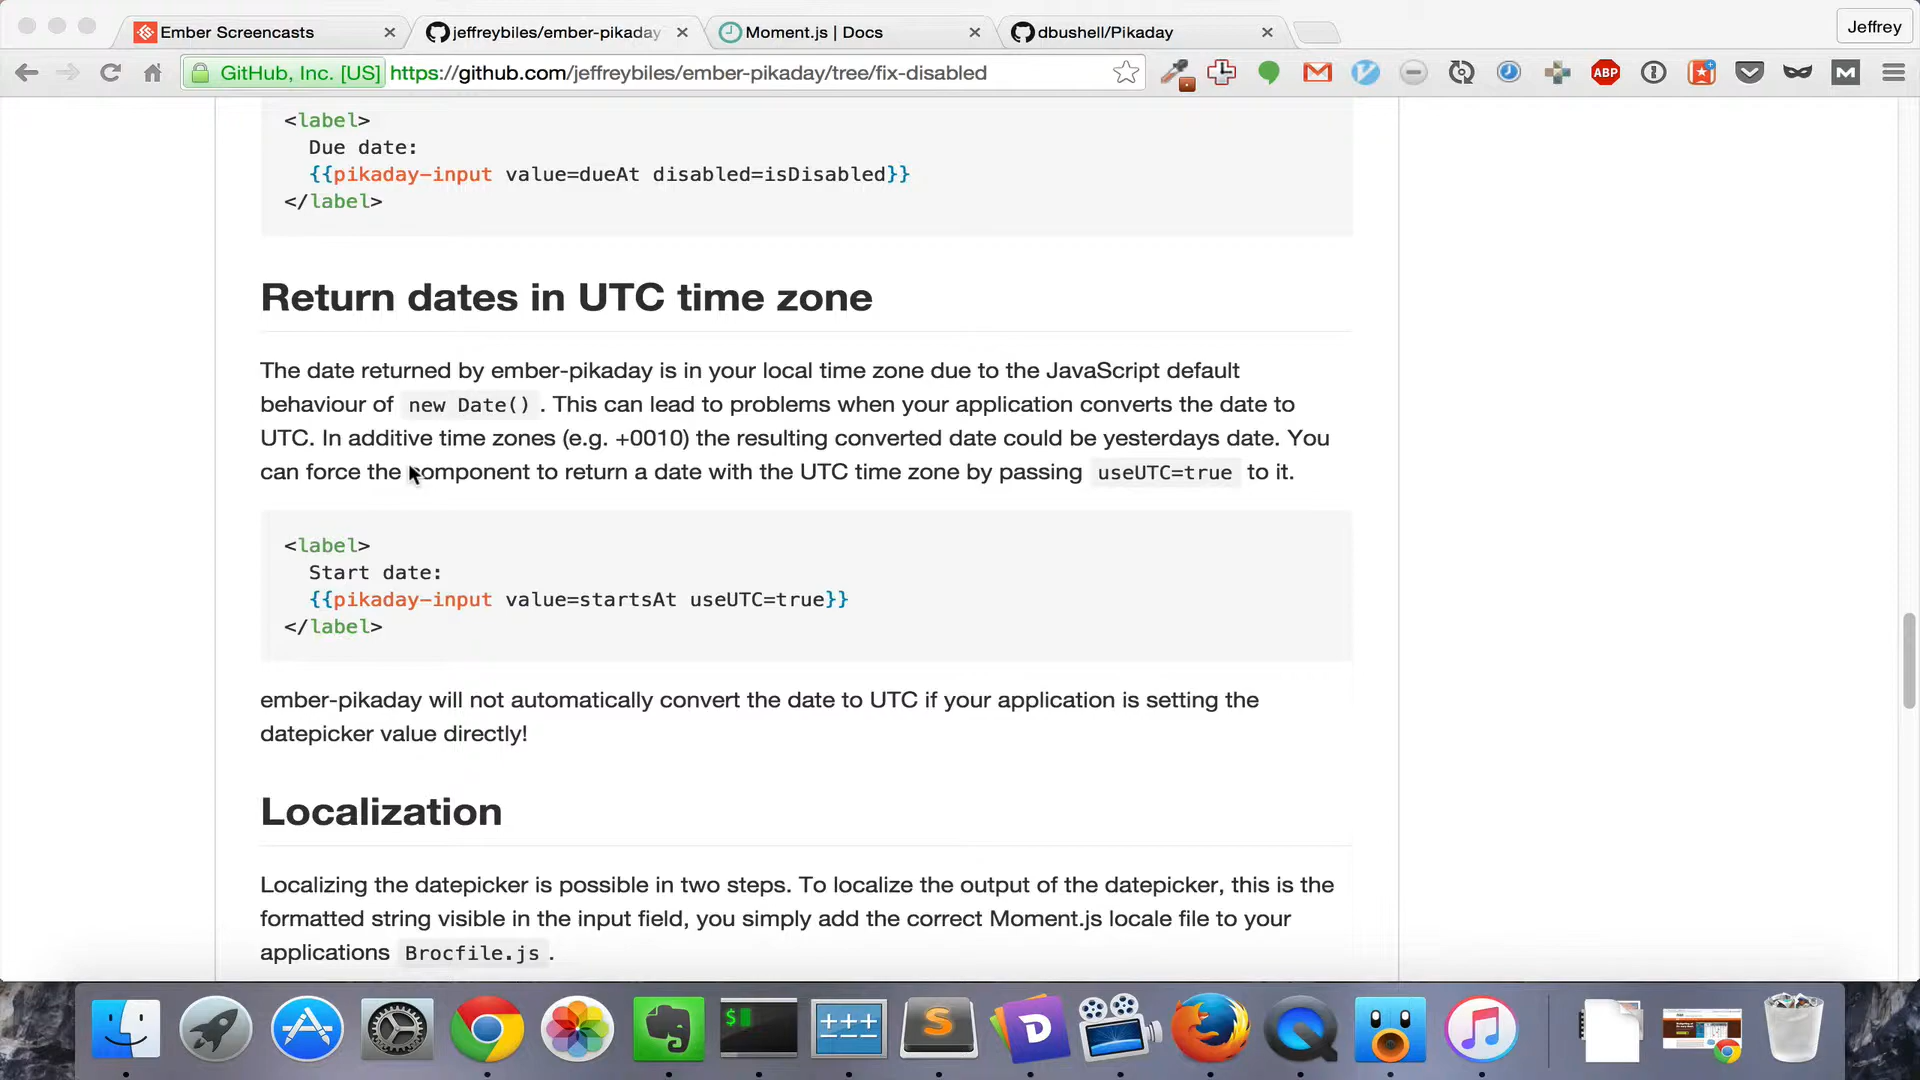 Ember Screencasts
jeffreybiles/ember-pikaday
Moment.js | Docs
dbushell/Pikaday
Jeffrey
GitHub, Inc. [US] https://github.com/jeffreybiles/ember-pikaday/tree/fix-disabled
ABP
<label>
Due date:
{{pikaday-input value=dueAt disabled=isDisabled}}
</label>
Return dates in UTC time zone
The date returned by ember-pikaday is in your local time zone due to the JavaScript default
behaviour of new Date() . This can lead to problems when your application converts the date to
UTC. In additive time zones (e.g. +0010) the resulting converted date could be yesterdays date. You
can force the component to return a date with the UTC time zone by passing useUTC=true to it.
<label>
Start date:
{{pikaday-input value=startsAt useUTC=true}}
</label>
ember-pikaday will not automatically convert the date to UTC if your application is setting the
datepicker value directly!
Localization
Localizing the datepicker is possible in two steps. To localize the output of the datepicker, this is the
formatted string visible in the input field, you simply add the correct Moment.js locale file to your
applications Brocfile.js .